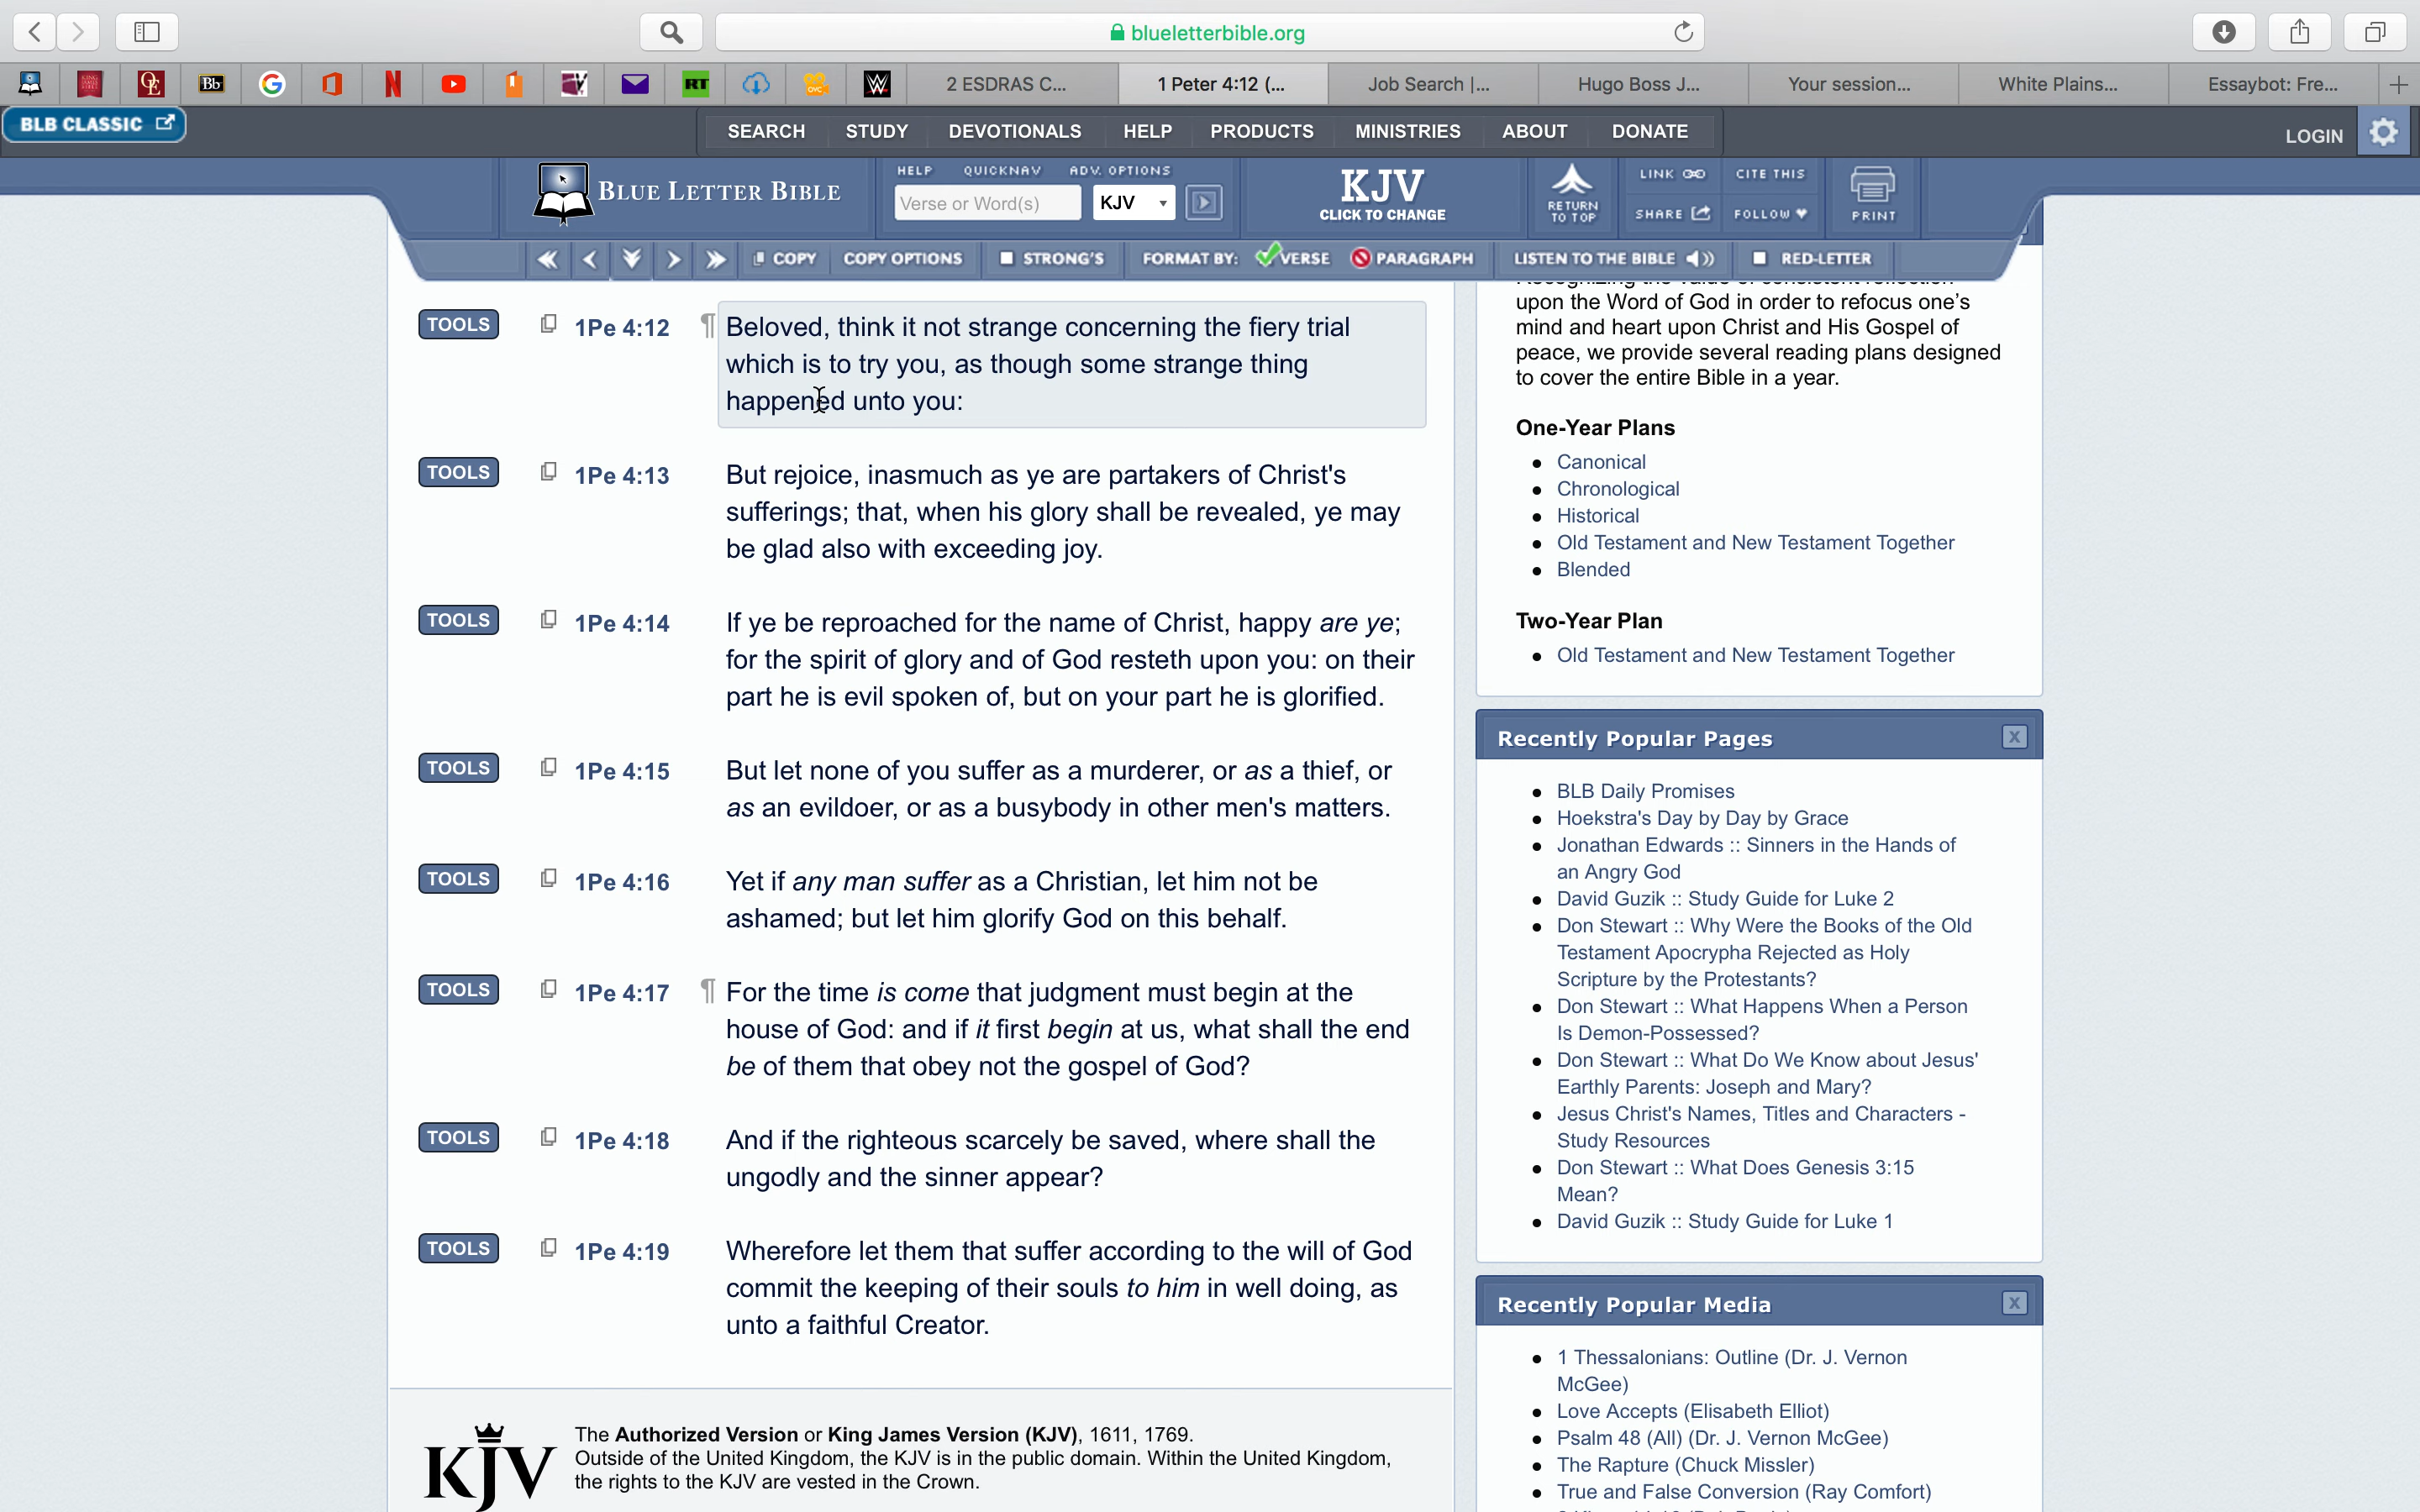 blueletterbible.org
Bb
RT
2 ESDRAS C...
1 Peter 4:12 (...
Job Search |...
Hugo Boss J...
Your session...
White Plains...
Essaybot: Fre...
BLB CLASSIC
SEARCH
STUDY
DEVOTIONALS
HELP
PRODUCTS
MINISTRIES
ABOUT
DONATE
LOGIN
BLUE LETTER BIBLE
HELP
QUICKNAV
ADV. OPTIONS
Verse or Word(s)
KJV
KJV
CLICK TO CHANGE
RETURN
TO TOP
LINK
CITE THIS
SHARE
FOLLOW
PRINT
COPY
COPY OPTIONS
STRONG'S
FORMAT BY:
VERSE
PARAGRAPH
LISTEN TO THE BIBLE
RED-LETTER
TOOLS
1Pe 4:12
¶ Beloved, think it not strange concerning the fiery trial
which is to try you, as though some strange thing
happened unto you:
TOOLS
1Pe 4:13
But rejoice, inasmuch as ye are partakers of Christ's
sufferings; that, when his glory shall be revealed, ye may
be glad also with exceeding joy.
TOOLS
1Pe 4:14
If ye be reproached for the name of Christ, happy are ye;
for the spirit of glory and of God resteth upon you: on their
part he is evil spoken of, but on your part he is glorified.
TOOLS
1Pe 4:15
But let none of you suffer as a murderer, or as a thief, or
as an evildoer, or as a busybody in other men's matters.
TOOLS
1Pe 4:16
Yet if any man suffer as a Christian, let him not be
ashamed; but let him glorify God on this behalf.
TOOLS
1Pe 4:17
¶ For the time is come that judgment must begin at the
house of God: and if it first begin at us, what shall the end
be of them that obey not the gospel of God?
TOOLS
1Pe 4:18
And if the righteous scarcely be saved, where shall the
ungodly and the sinner appear?
TOOLS
1Pe 4:19
Wherefore let them that suffer according to the will of God
commit the keeping of their souls to him in well doing, as
unto a faithful Creator.
KJV
The Authorized Version or King James Version (KJV), 1611, 1769.
Outside of the United Kingdom, the KJV is in the public domain. Within the United Kingdom,
the rights to the KJV are vested in the Crown.
Recognizing the value of consistent reflection
upon the Word of God in order to refocus one's
mind and heart upon Christ and His Gospel of
peace, we provide several reading plans designed
to cover the entire Bible in a year.
One-Year Plans
Canonical
Chronological
Historical
Old Testament and New Testament Together
Blended
Two-Year Plan
Old Testament and New Testament Together
Recently Popular Pages
X
BLB Daily Promises
Hoekstra's Day by Day by Grace
Jonathan Edwards :: Sinners in the Hands of
an Angry God
David Guzik :: Study Guide for Luke 2
Don Stewart :: Why Were the Books of the Old
Testament Apocrypha Rejected as Holy
Scripture by the Protestants?
Don Stewart :: What Happens When a Person
Is Demon-Possessed?
Don Stewart :: What Do We Know about Jesus'
Earthly Parents: Joseph and Mary?
Jesus Christ's Names, Titles and Characters -
Study Resources
Don Stewart :: What Does Genesis 3:15
Mean?
David Guzik :: Study Guide for Luke 1
Recently Popular Media
X
1 Thessalonians: Outline (Dr. J. Vernon
McGee)
Love Accepts (Elisabeth Elliot)
Psalm 48 (All) (Dr. J. Vernon McGee)
The Rapture (Chuck Missler)
True and False Conversion (Ray Comfort)